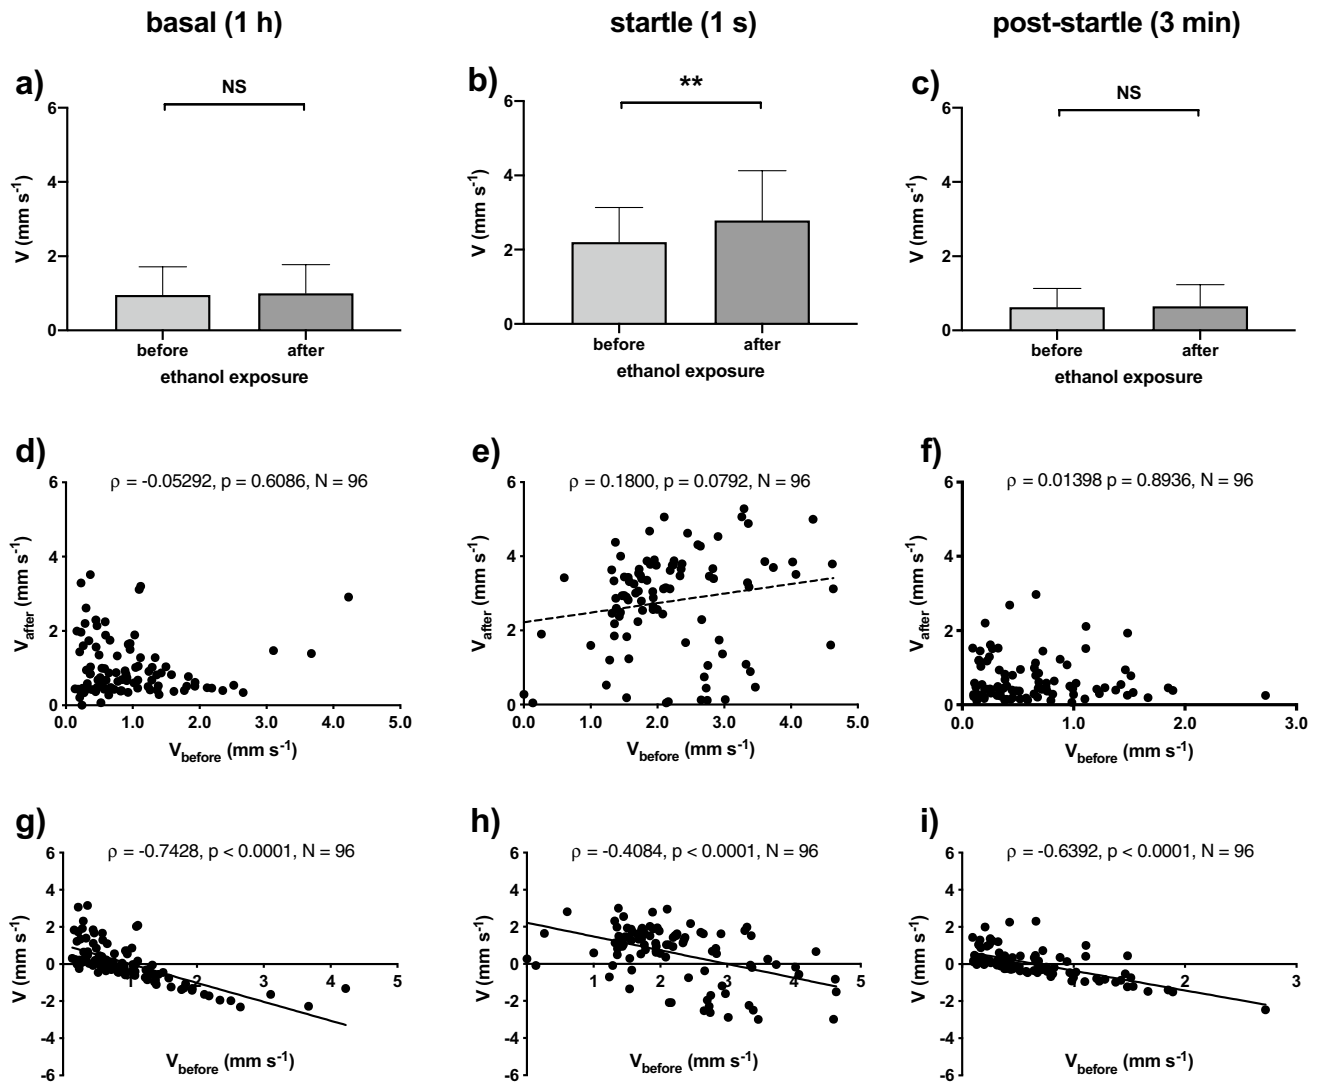 basal (1 h) startle (1 s) post-startle (3 min)
a) b) c)
NS ** NS
6 4 2 0
V (mm s-1)
before after
ethanol exposure
6 4 2 0
V (mm s-1)
before after
ethanol exposure
6 4 2 0
V (mm s-1)
before after
ethanol exposure
d)
ρ = -0.05292, p = 0.6086, N = 96
6 4 2 0
Vafter (mm s-1)
0.0 1.0 2.0 3.0 4.0 5.0
Vbefore (mm s-1)
e)
ρ = 0.1800, p = 0.0792, N = 96
6 4 2 0
Vafter (mm s-1)
0.0 1.0 2.0 3.0 4.0 5.0
Vbefore (mm s-1)
f)
ρ = 0.01398 p = 0.8936, N = 96
6 4 2 0
Vafter (mm s-1)
0.0 1.0 2.0 3.0
Vbefore (mm s-1)
g)
ρ = -0.7428, p < 0.0001, N = 96
6 4 2 0 -2 -4 -6
V (mm s-1)
1 2 3 4 5
Vbefore (mm s-1)
h)
ρ = -0.4084, p < 0.0001, N = 96
6 4 2 0 -2 -4 -6
V (mm s-1)
1 2 3 4 5
Vbefore (mm s-1)
i)
ρ = -0.6392, p < 0.0001, N = 96
6 4 2 0 -2 -4 -6
V (mm s-1)
1 2 3
Vbefore (mm s-1)